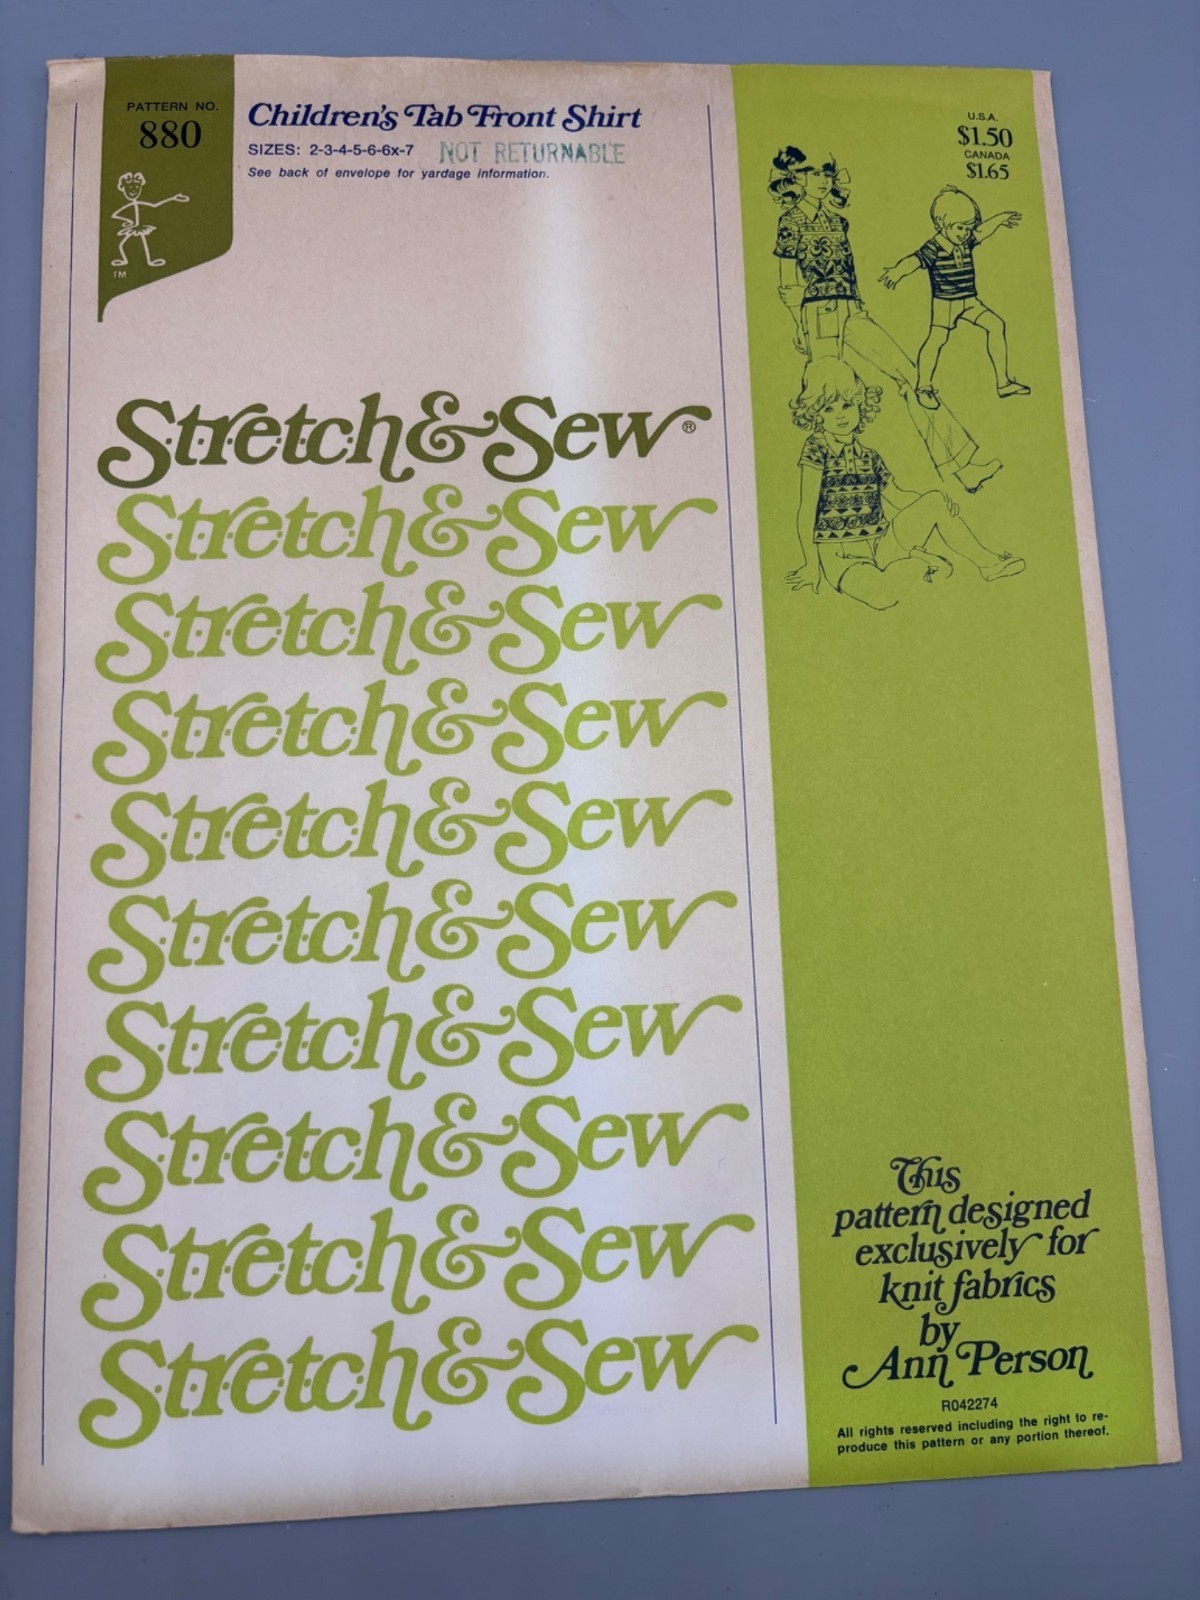 PATTERN NO.
880
TM
Children's Tab Front Shirt
SIZES: 2-3-4-5-6-6x-7 NOT RETURNABLE
See back of envelope for yardage information.
U.S.A.
$1.50
CANADA
$1.65
Stretch & Sew®
Stretch & Sew
Stretch & Sew
Stretch & Sew
Stretch & Sew
Stretch & Sew
Stretch & Sew
Stretch & Sew
Stretch & Sew
Stretch & Sew
This
pattern designed
exclusively for
knit fabrics
by
Ann Person
R042274
All rights reserved including the right to re-
produce this pattern or any portion thereof.